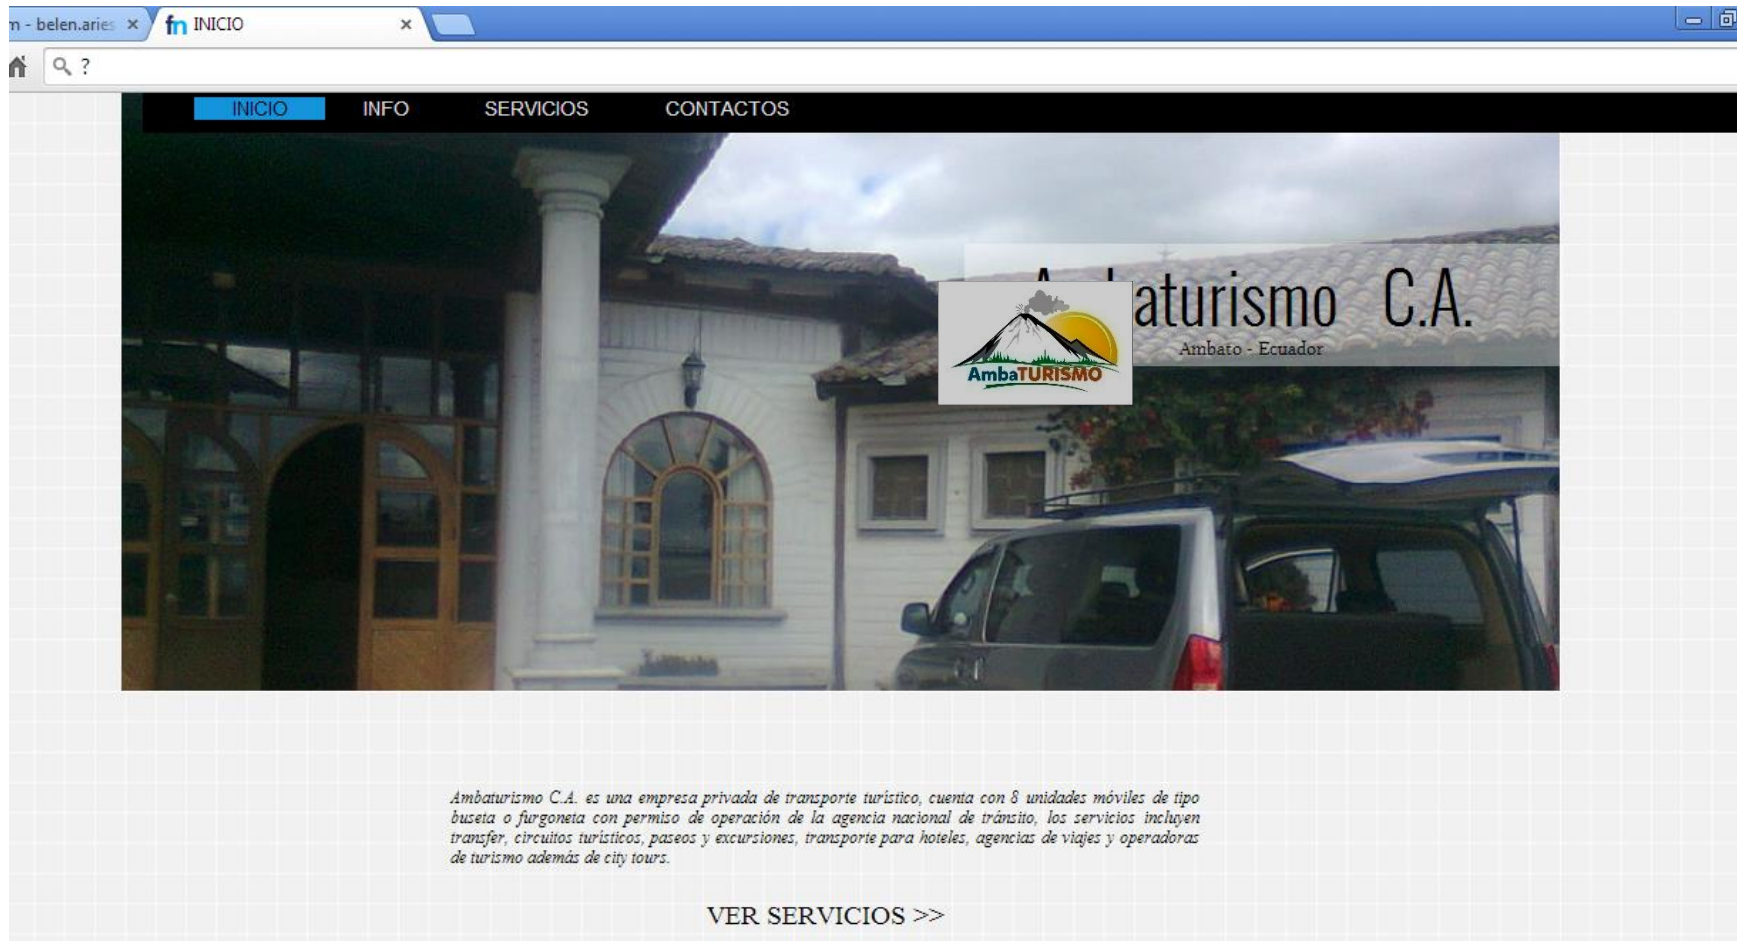 m - belen.aries
fn INICIO
?
INICIO INFO SERVICIOS CONTACTOS
aturismo C.A.
Ambato - Ecuador
AmbaTURISMO
Ambaturismo C.A. es una empresa privada de transporte turístico, cuenta con 8 unidades móviles de tipo
buseta o furgoneta con permiso de operación de la agencia nacional de tránsito, los servicios incluyen
transfer, circuitos turísticos, paseos y excursiones, transporte para hoteles, agencias de viajes y operadoras
de turismo además de city tours.
VER SERVICIOS >>